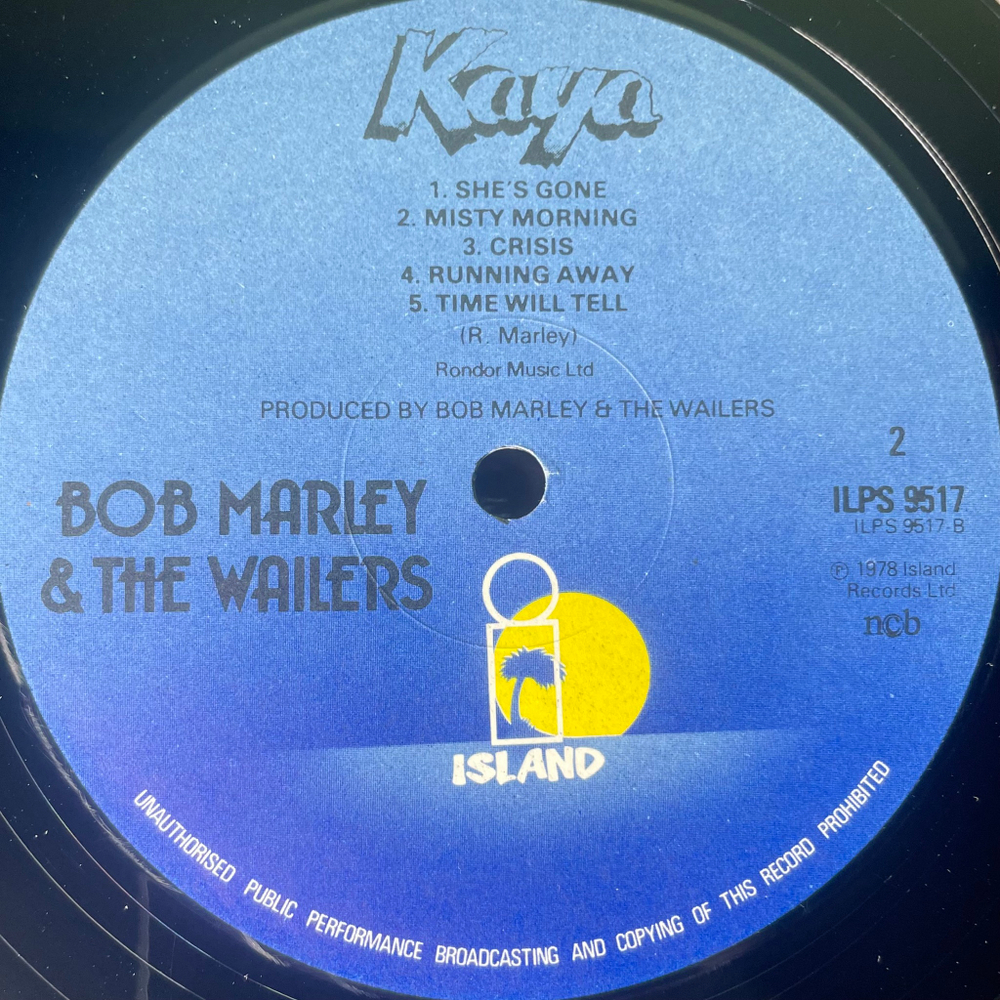 Kaya
1. SHE'S GONE
2. MISTY MORNING
3. CRISIS
4. RUNNING AWAY
5. TIME WILL TELL
(R. Marley)
Rondor Music Ltd
PRODUCED BY BOB MARLEY & THE WAILERS
2
BOB MARLEY
& THE WAILERS
ILPS 9517
ILPS 9517-B
℗ 1978 Island
Records Ltd
ncb
ISLAND
UNAUTHORISED PUBLIC PERFORMANCE BROADCASTING AND COPYING OF THIS RECORD PROHIBITED